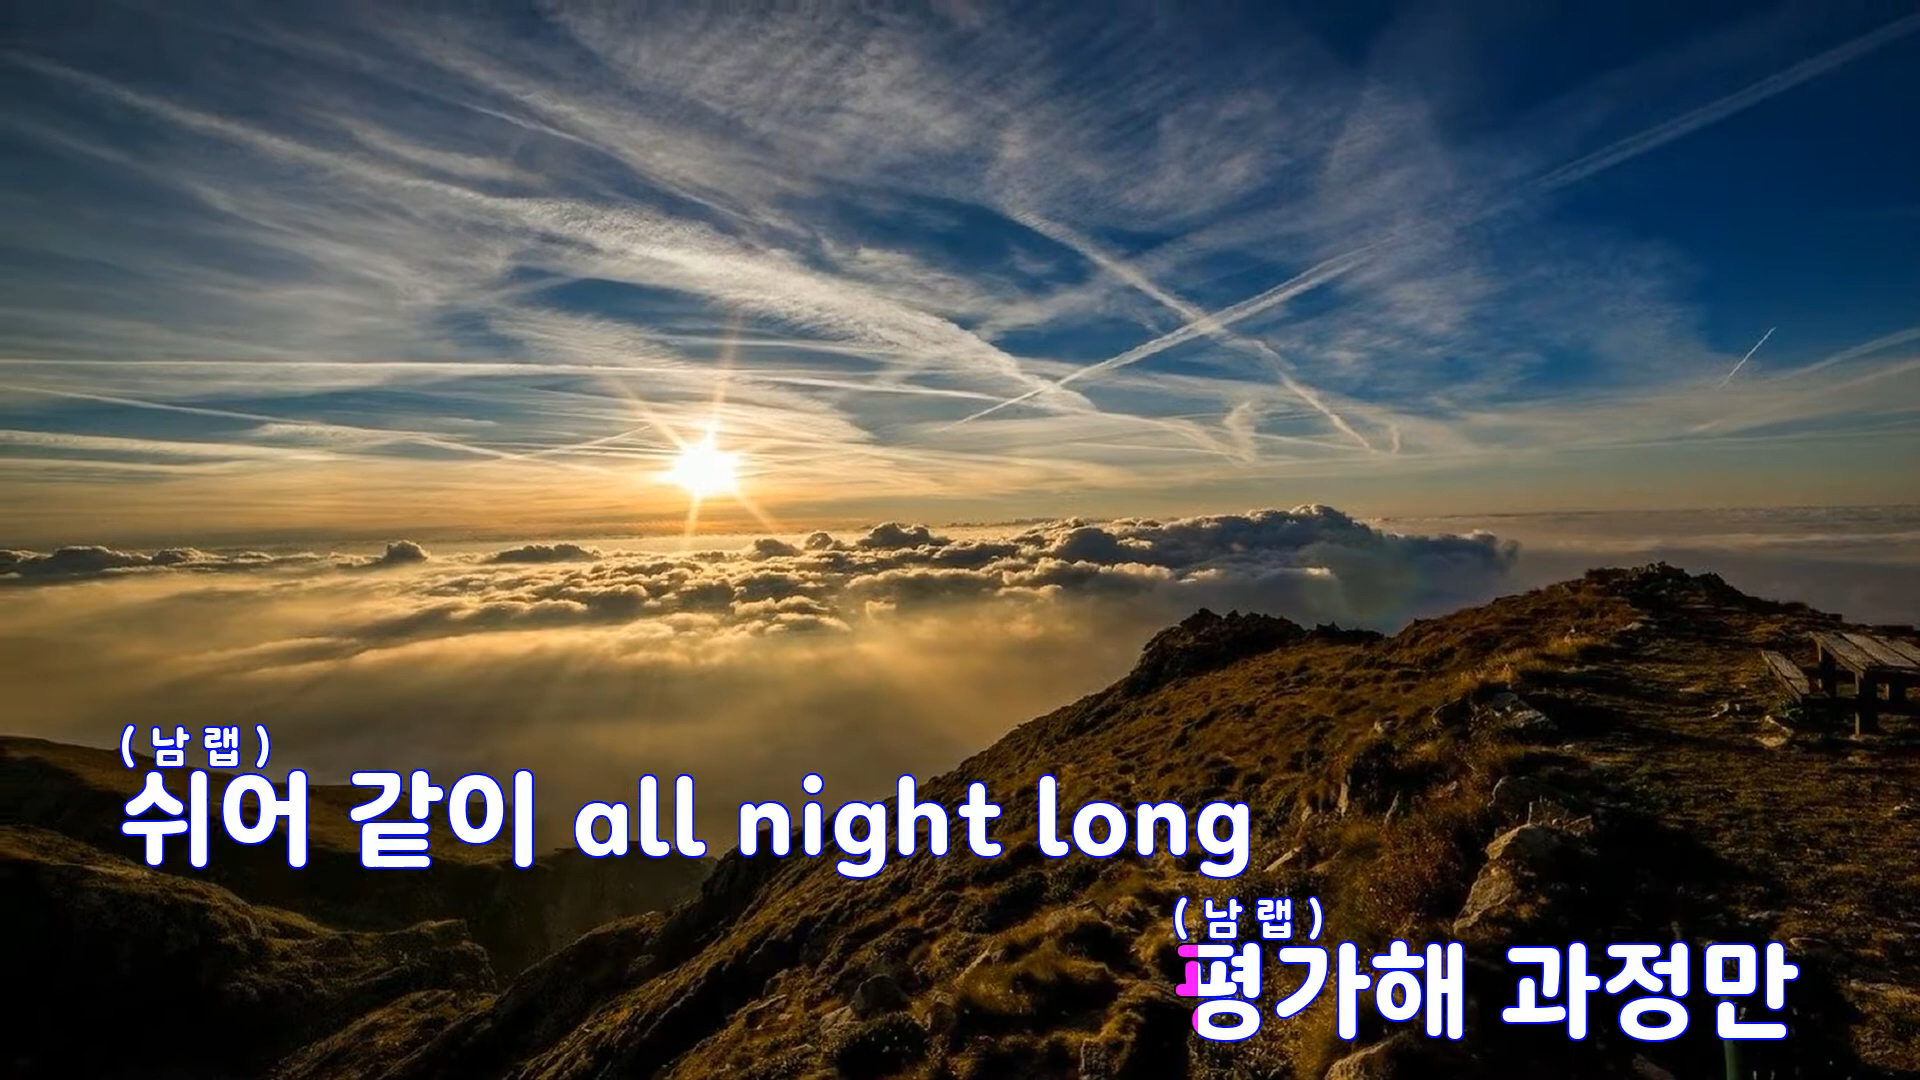 ( 남 랩 )
쉬어 같이 all night long
( 남 랩 )
평가해 과정만